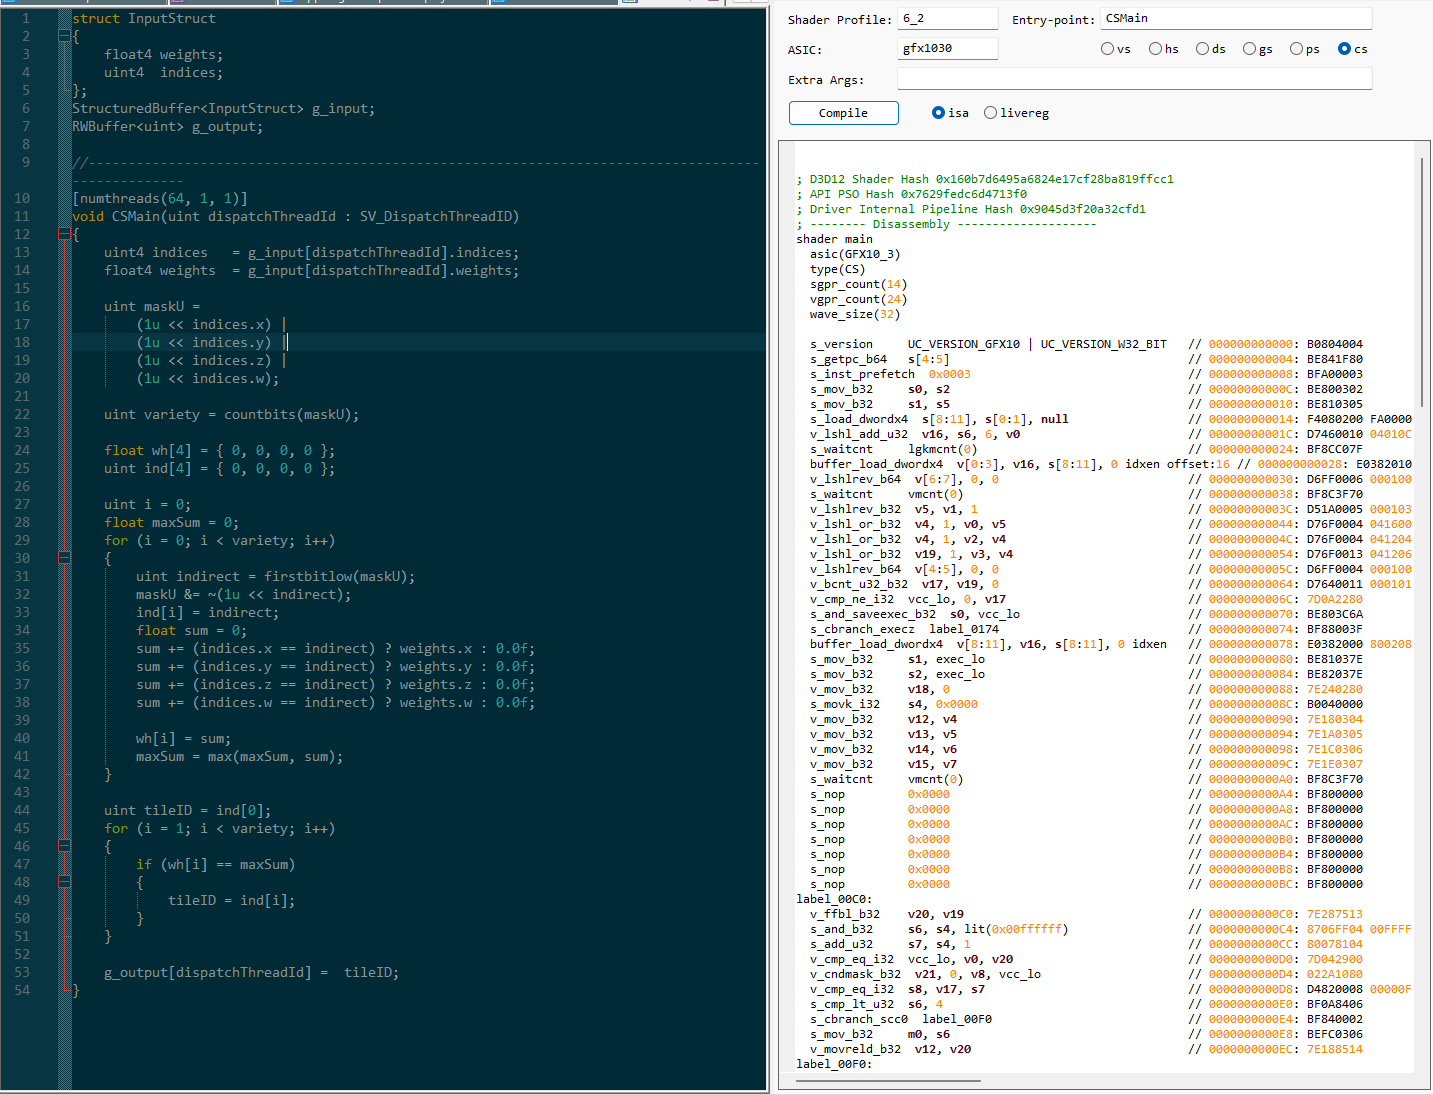 1 struct InputStruct
2 {
3 float4 weights;
4 uint4 indices;
5 };
6 StructuredBuffer<InputStruct> g_input;
7 RWBuffer<uint> g_output;
8
9 //-----------------------------------------------------------------------------------
--------------
10 [numthreads(64, 1, 1)]
11 void CSMain(uint dispatchThreadId : SV_DispatchThreadID)
12 {
13 uint4 indices = g_input[dispatchThreadId].indices;
14 float4 weights = g_input[dispatchThreadId].weights;
15
16 uint maskU =
17 (1u << indices.x) |
18 (1u << indices.y) |
19 (1u << indices.z) |
20 (1u << indices.w);
21
22 uint variety = countbits(maskU);
23
24 float wh[4] = { 0, 0, 0, 0 };
25 uint ind[4] = { 0, 0, 0, 0 };
26
27 uint i = 0;
28 float maxSum = 0;
29 for (i = 0; i < variety; i++)
30 {
31 uint indirect = firstbitlow(maskU);
32 maskU &= ~(1u << indirect);
33 ind[i] = indirect;
34 float sum = 0;
35 sum += (indices.x == indirect) ? weights.x : 0.0f;
36 sum += (indices.y == indirect) ? weights.y : 0.0f;
37 sum += (indices.z == indirect) ? weights.z : 0.0f;
38 sum += (indices.w == indirect) ? weights.w : 0.0f;
39
40 wh[i] = sum;
41 maxSum = max(maxSum, sum);
42 }
43
44 uint tileID = ind[0];
45 for (i = 1; i < variety; i++)
46 {
47 if (wh[i] == maxSum)
48 {
49 tileID = ind[i];
50 }
51 }
52
53 g_output[dispatchThreadId] = tileID;
54 }
Shader Profile: 6_2 Entry-point: CSMain
ASIC: gfx1030 vs hs ds gs ps cs
Extra Args:
Compile isa livereg
; D3D12 Shader Hash 0x160b7d6495a6824e17cf28ba819ffcc1
; API PSO Hash 0x7629fedc6d4713f0
; Driver Internal Pipeline Hash 0x9045d3f20a32cfd1
; -------- Disassembly --------------------
shader main
asic(GFX10_3)
type(CS)
sgpr_count(14)
vgpr_count(24)
wave_size(32)
s_version UC_VERSION_GFX10 | UC_VERSION_W32_BIT // 000000000000: B0804004
s_getpc_b64 s[4:5] // 000000000004: BE841F80
s_inst_prefetch 0x0003 // 000000000008: BFA00003
s_mov_b32 s0, s2 // 00000000000C: BE800302
s_mov_b32 s1, s5 // 000000000010: BE810305
s_load_dwordx4 s[8:11], s[0:1], null // 000000000014: F4080200 FA0000
v_lshl_add_u32 v16, s6, 6, v0 // 00000000001C: D7460010 04010C
s_waitcnt lgkmcnt(0) // 000000000024: BF8CC07F
buffer_load_dwordx4 v[0:3], v16, s[8:11], 0 idxen offset:16 // 000000000028: E0382010
v_lshlrev_b64 v[6:7], 0, 0 // 000000000030: D6FF0006 000100
s_waitcnt vmcnt(0) // 000000000038: BF8C3F70
v_lshlrev_b32 v5, v1, 1 // 00000000003C: D51A0005 000103
v_lshl_or_b32 v4, 1, v0, v5 // 000000000044: D76F0004 041600
v_lshl_or_b32 v4, 1, v2, v4 // 00000000004C: D76F0004 041204
v_lshl_or_b32 v19, 1, v3, v4 // 000000000054: D76F0013 041206
v_lshlrev_b64 v[4:5], 0, 0 // 00000000005C: D6FF0004 000100
v_bcnt_u32_b32 v17, v19, 0 // 000000000064: D7640011 000101
v_cmp_ne_i32 vcc_lo, 0, v17 // 00000000006C: 7D0A2280
s_and_saveexec_b32 s0, vcc_lo // 000000000070: BE803C6A
s_cbranch_execz label_0174 // 000000000074: BF88003F
buffer_load_dwordx4 v[8:11], v16, s[8:11], 0 idxen // 000000000078: E0382000 800208
s_mov_b32 s1, exec_lo // 000000000080: BE81037E
s_mov_b32 s2, exec_lo // 000000000084: BE82037E
v_mov_b32 v18, 0 // 000000000088: 7E240280
s_movk_i32 s4, 0x0000 // 00000000008C: B0040000
v_mov_b32 v12, v4 // 000000000090: 7E180304
v_mov_b32 v13, v5 // 000000000094: 7E1A0305
v_mov_b32 v14, v6 // 000000000098: 7E1C0306
v_mov_b32 v15, v7 // 00000000009C: 7E1E0307
s_waitcnt vmcnt(0) // 0000000000A0: BF8C3F70
s_nop 0x0000 // 0000000000A4: BF800000
s_nop 0x0000 // 0000000000A8: BF800000
s_nop 0x0000 // 0000000000AC: BF800000
s_nop 0x0000 // 0000000000B0: BF800000
s_nop 0x0000 // 0000000000B4: BF800000
s_nop 0x0000 // 0000000000B8: BF800000
s_nop 0x0000 // 0000000000BC: BF800000
label_00C0:
v_ffbl_b32 v20, v19 // 0000000000C0: 7E287513
s_and_b32 s6, s4, lit(0x00ffffff) // 0000000000C4: 8706FF04 00FFFF
s_add_u32 s7, s4, 1 // 0000000000CC: 80078104
v_cmp_eq_i32 vcc_lo, v0, v20 // 0000000000D0: 7D042900
v_cndmask_b32 v21, 0, v8, vcc_lo // 0000000000D4: 022A1080
v_cmp_eq_i32 s8, v17, s7 // 0000000000D8: D4820008 00000F
s_cmp_lt_u32 s6, 4 // 0000000000E0: BF0A8406
s_cbranch_scc0 label_00F0 // 0000000000E4: BF840002
s_mov_b32 m0, s6 // 0000000000E8: BEFC0306
v_movreld_b32 v12, v20 // 0000000000EC: 7E188514
label_00F0: